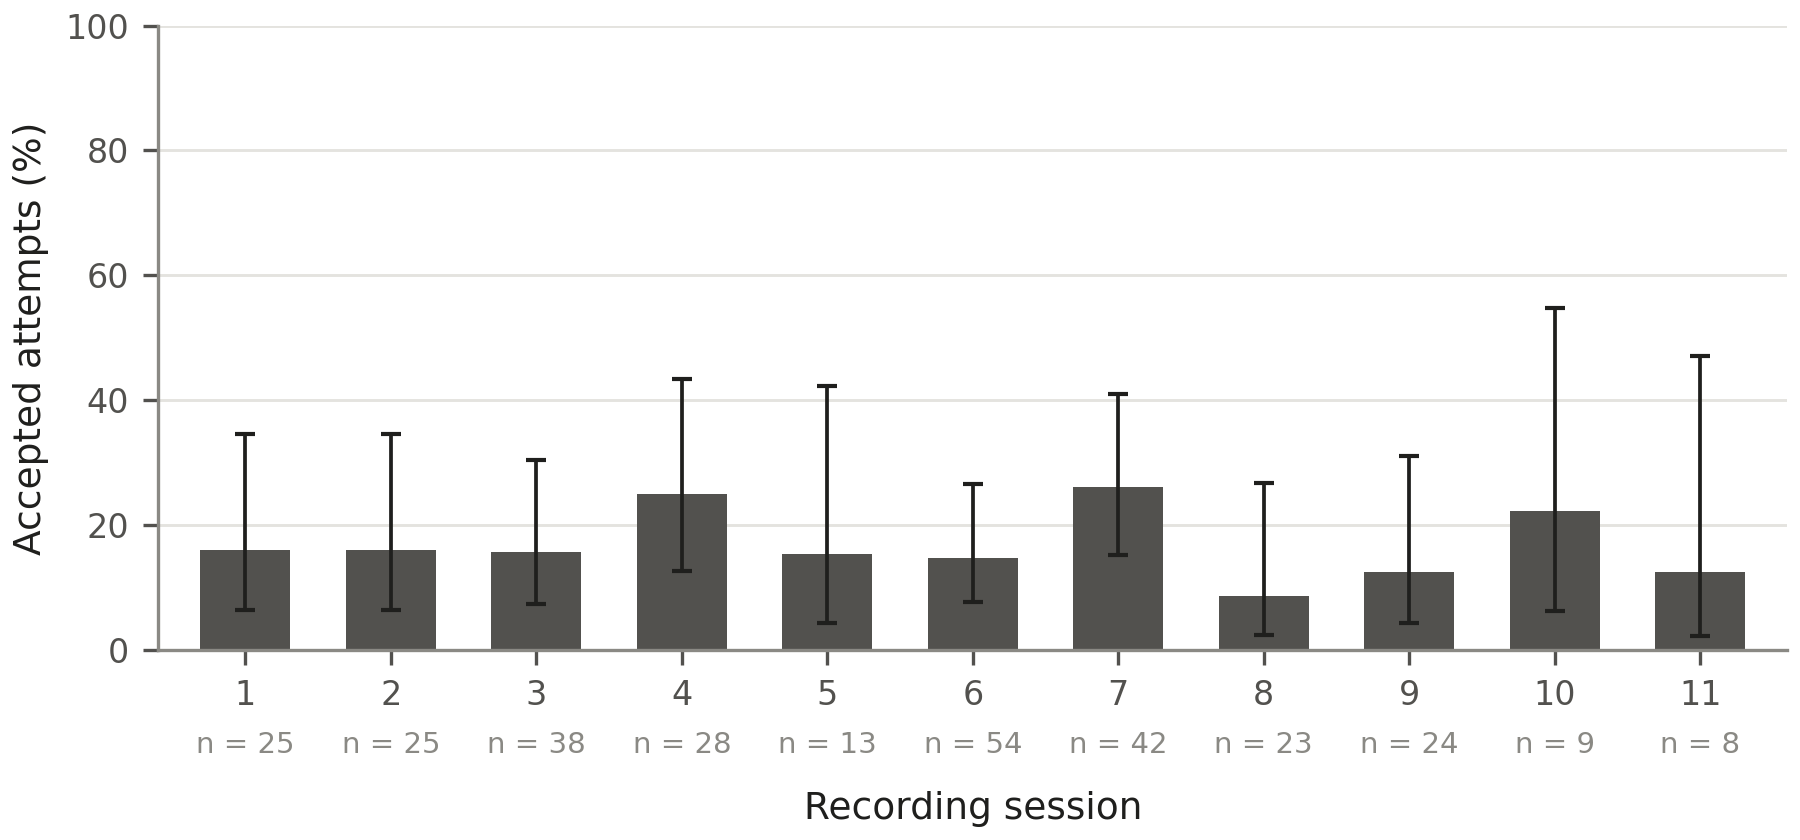 Accepted attempts (%)
100
80
60
40
20
0
1 2 3 4 5 6 7 8 9 10 11
n = 25 n = 25 n = 38 n = 28 n = 13 n = 54 n = 42 n = 23 n = 24 n = 9 n = 8
Recording session